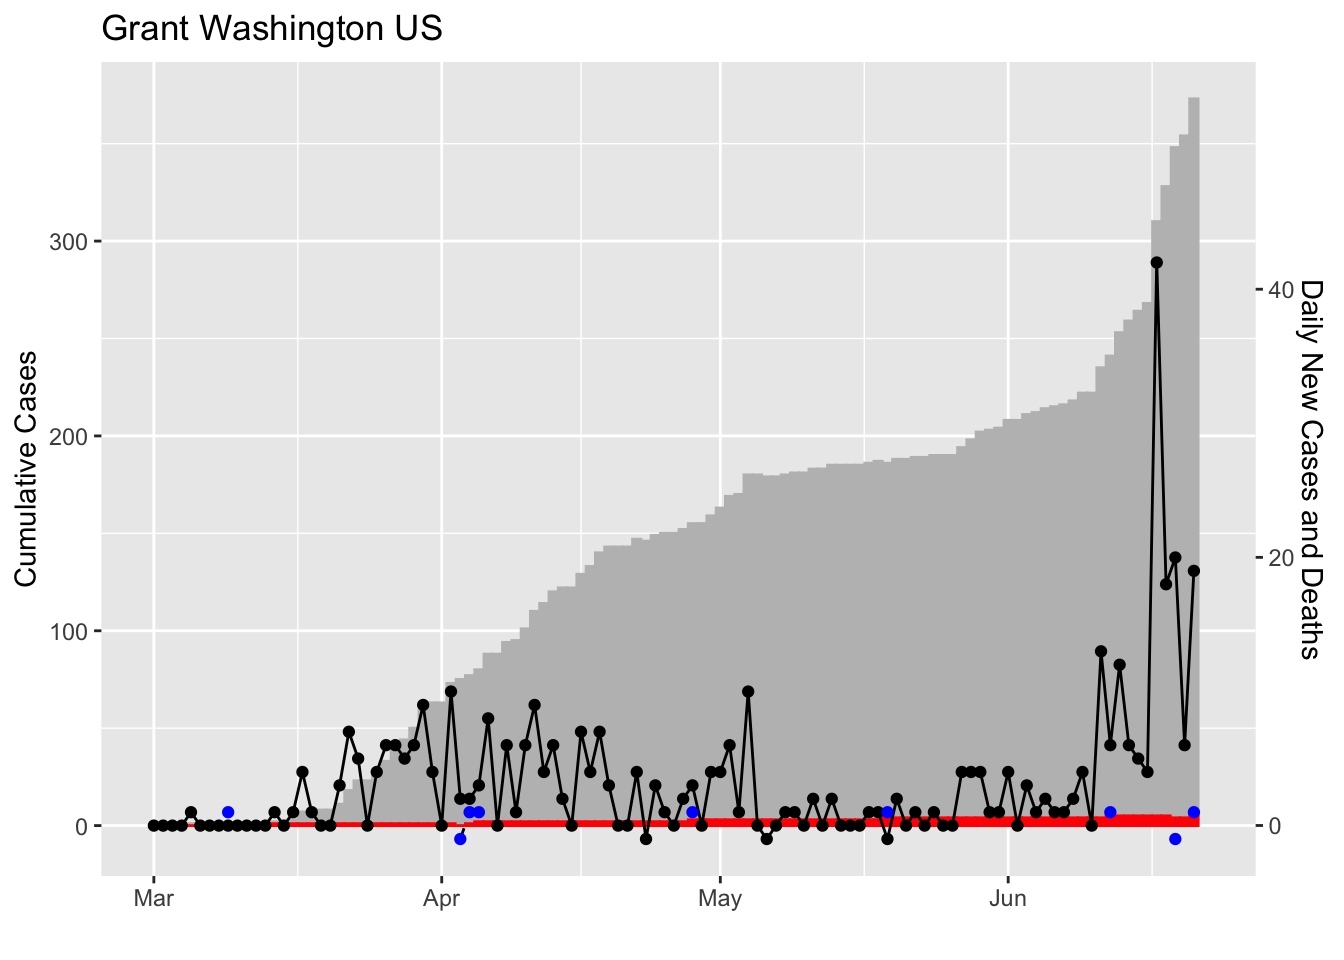 Grant Washington US
Cumulative Cases
300
200
100
0
40
20
0
Daily New Cases and Deaths
Mar
Apr
May
Jun